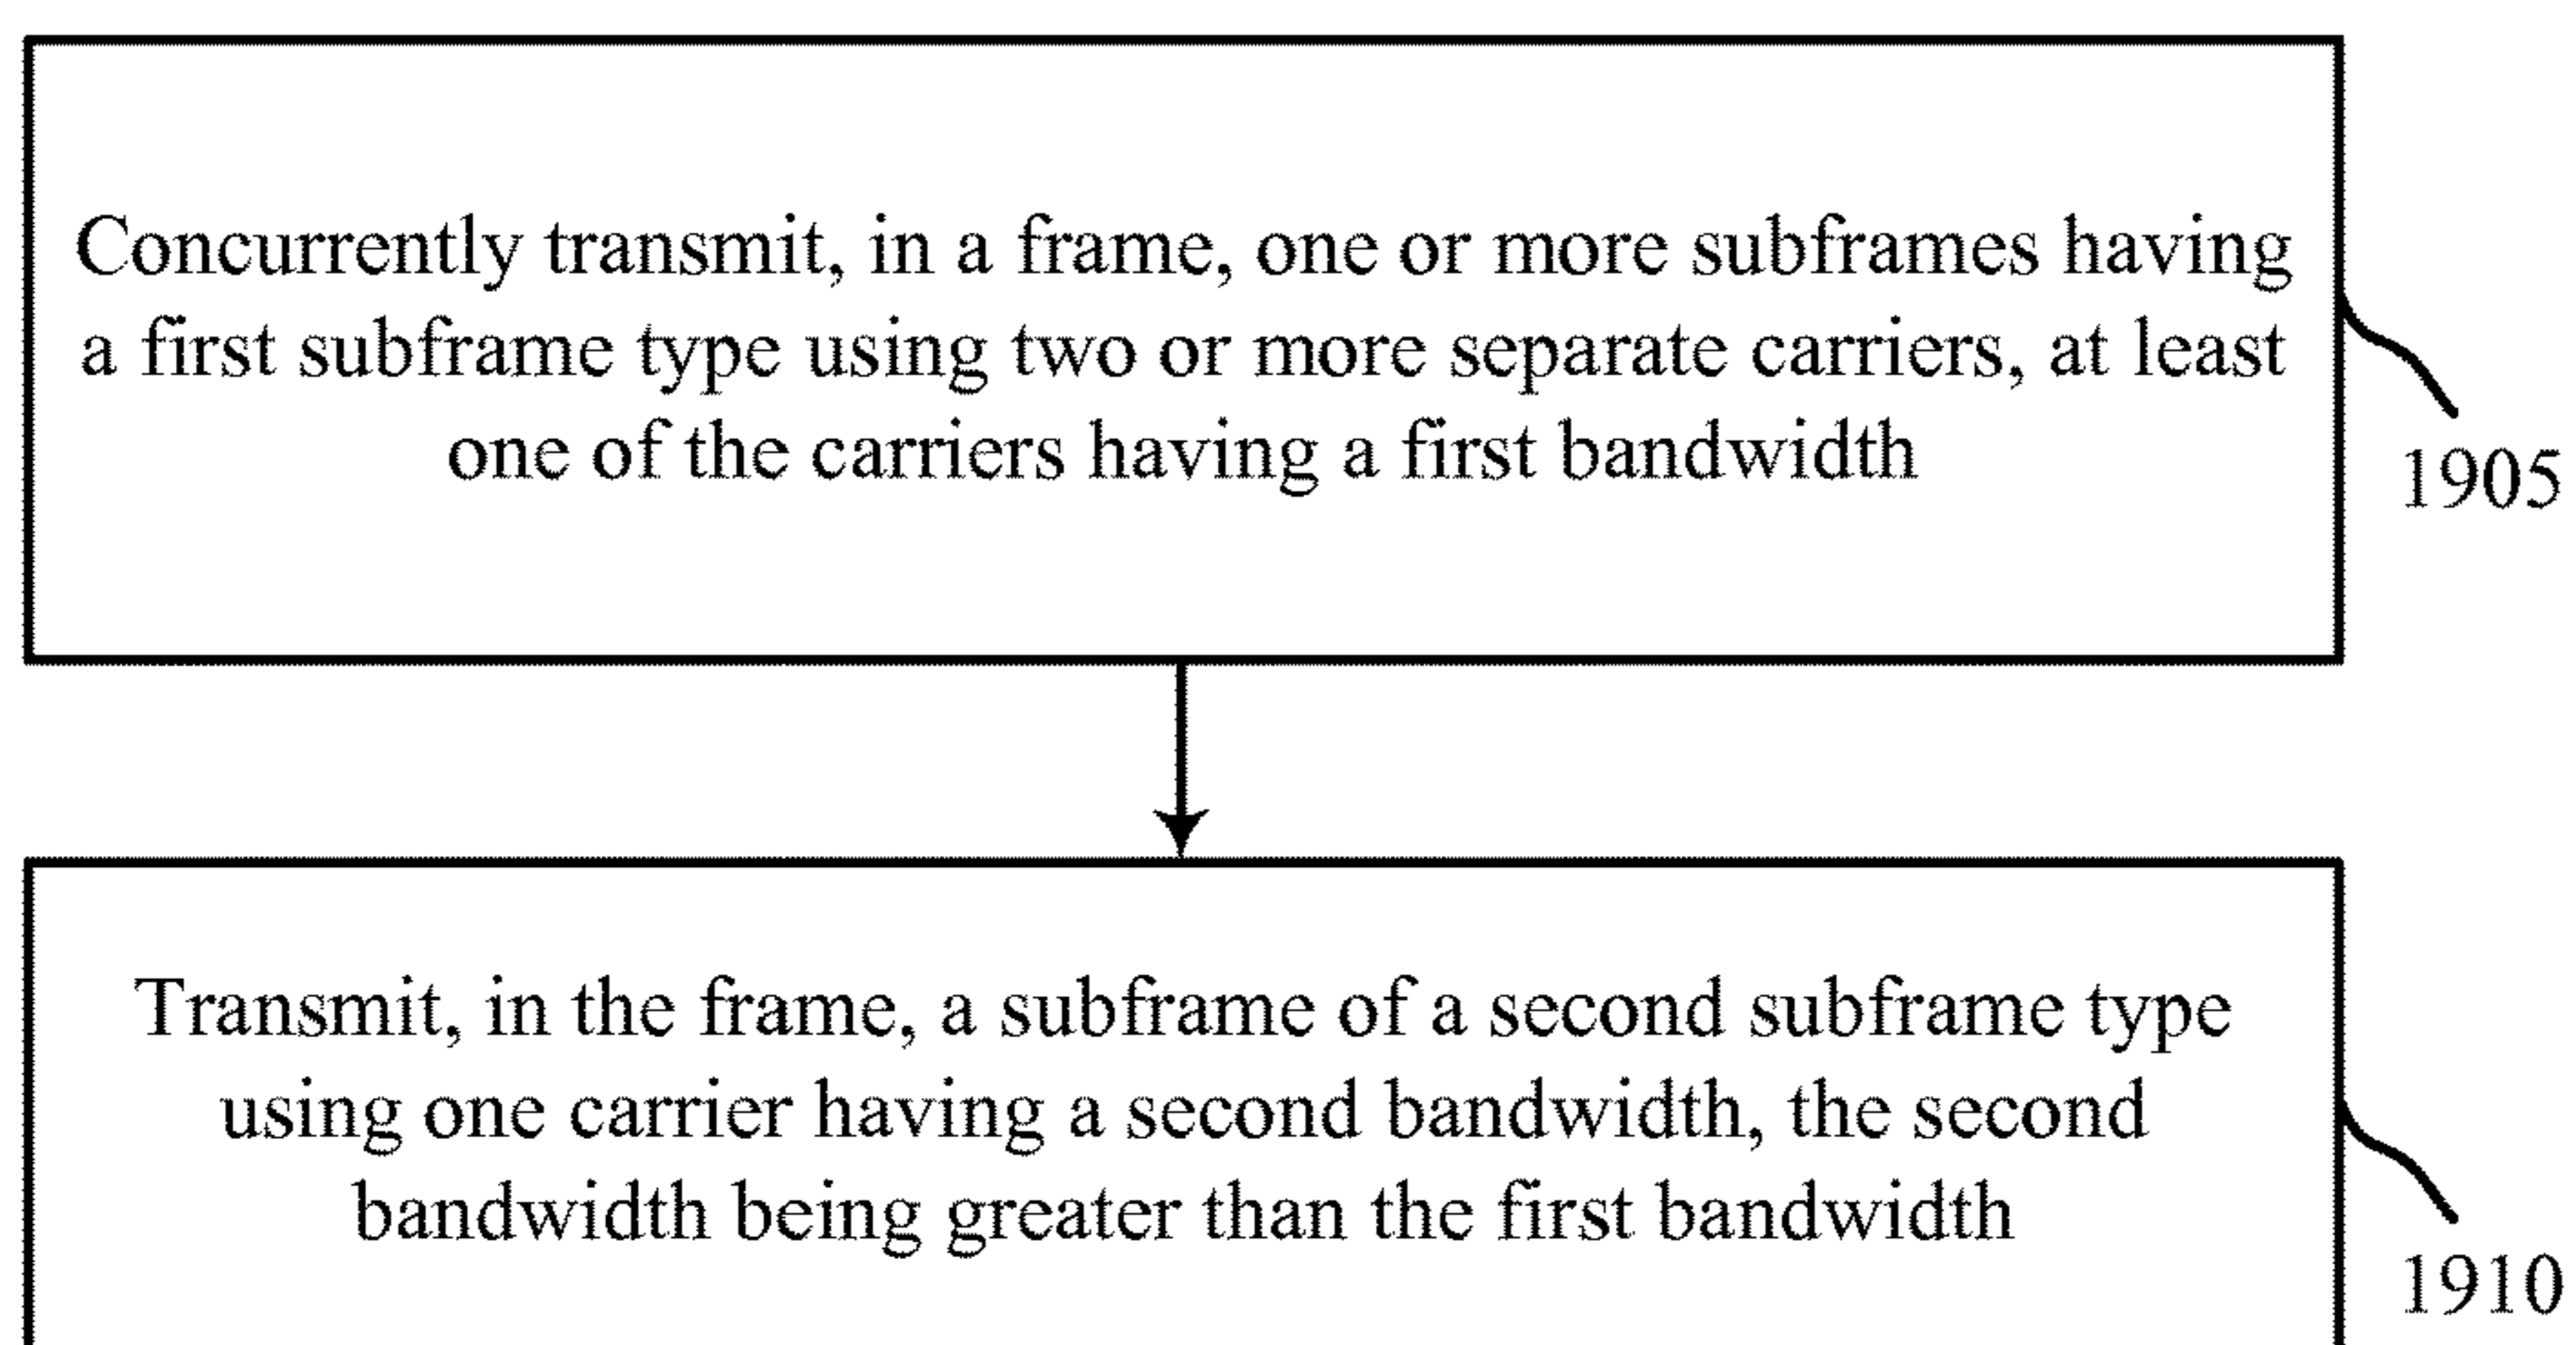 Concurrently transmit, in a frame, one or more subframes having
a first subframe type using two or more separate carriers, at least
one of the carriers having a first bandwidth
1905
Transmit, in the frame, a subframe of a second subframe type
using one carrier having a second bandwidth, the second
bandwidth being greater than the first bandwidth
1910